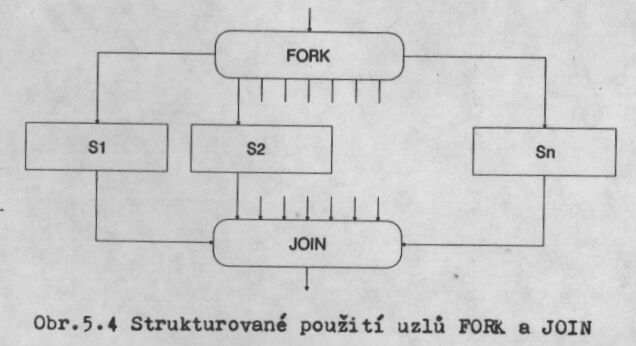 FORK
S1
S2
Sn
JOIN
Obr.5.4 Strukturované použití uzlů FORK a JOIN